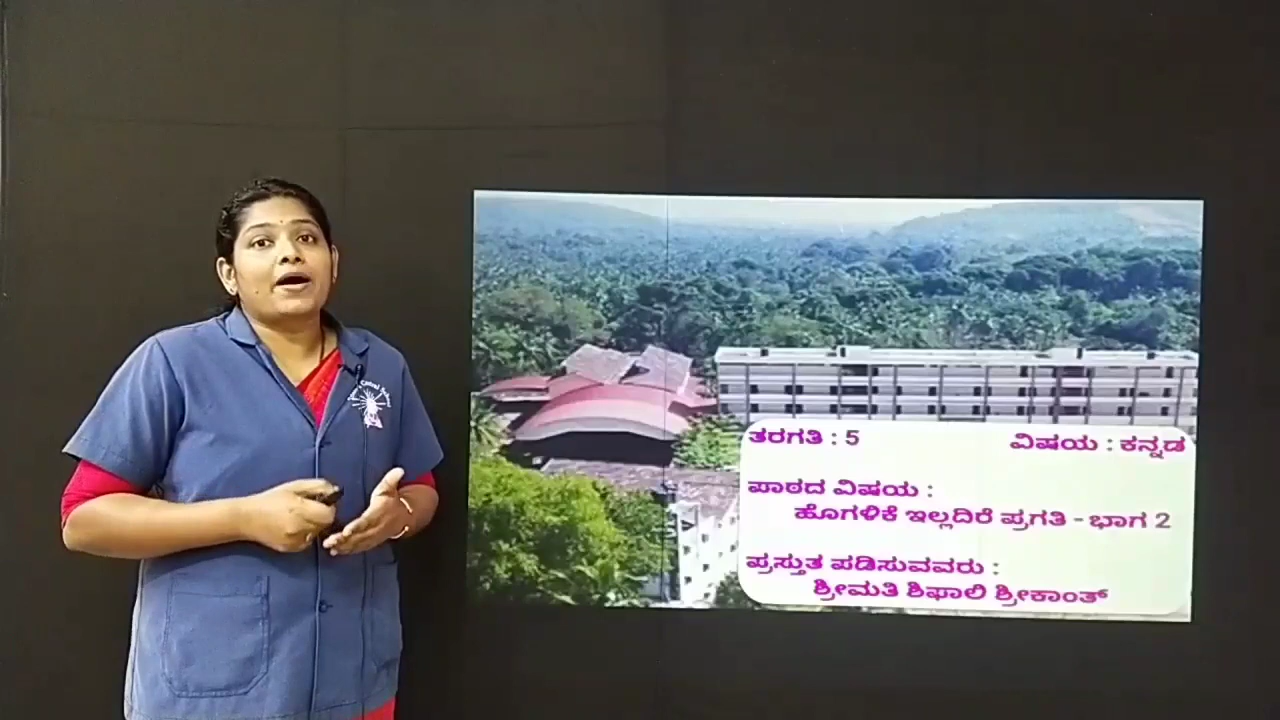 ತರಗತಿ : 5 ವಿಷಯ : ಕನ್ನಡ
ಪಾಠದ ವಿಷಯ :
ಹೊಗಳಿಕೆ ಇಲ್ಲದಿರೆ ಪ್ರಗತಿ - ಭಾಗ 2
ಪ್ರಸ್ತುತ ಪಡಿಸುವವರು :
ಶ್ರೀಮತಿ ಶಿಫಾಲಿ ಶ್ರೀಕಾಂತ್